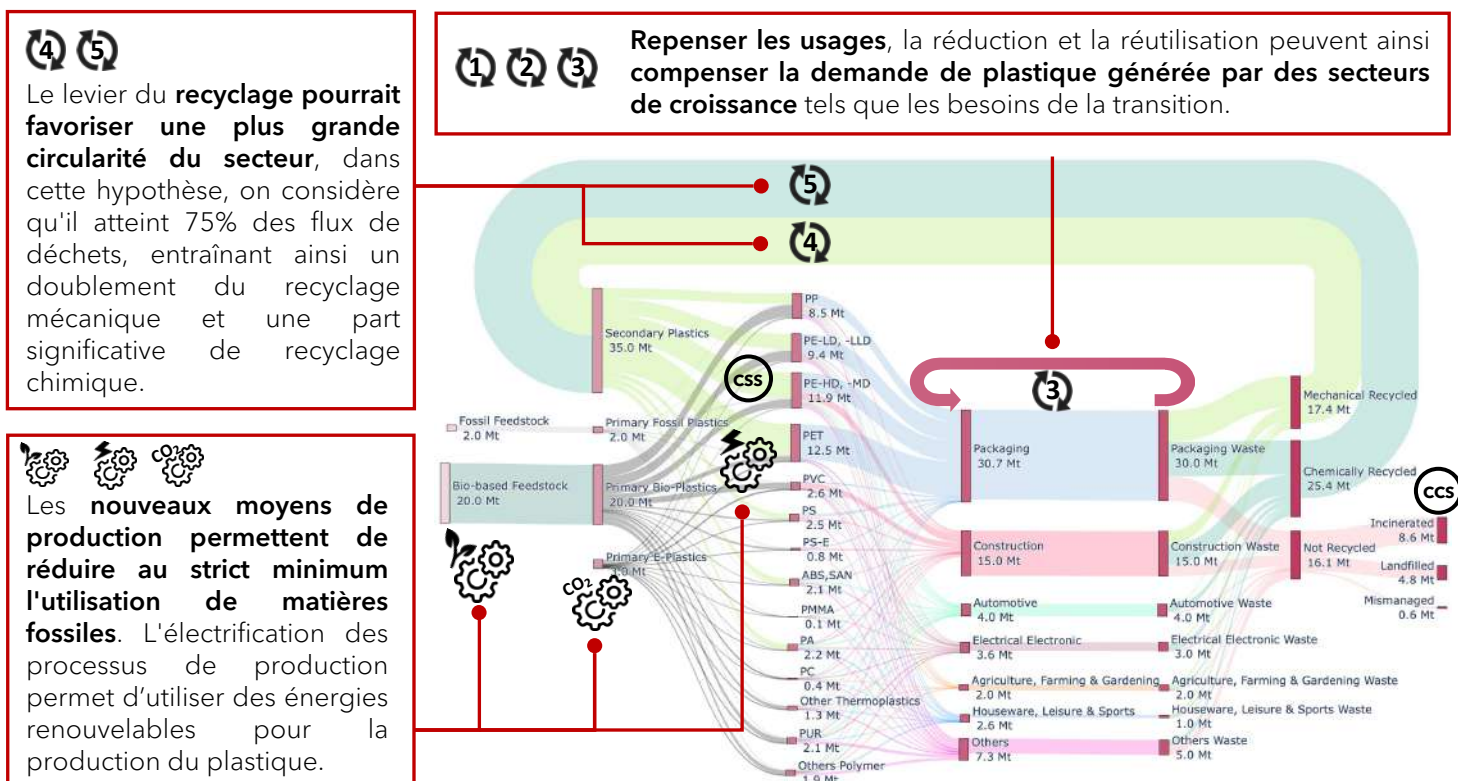 4 5
Le levier du recyclage pourrait
favoriser une plus grande
circularité du secteur, dans
cette hypothèse, on considère
qu'il atteint 75% des flux de
déchets, entraînant ainsi un
doublement du recyclage
mécanique et une part
significative de recyclage
chimique.
1 2 3
Repenser les usages, la réduction et la réutilisation peuvent ainsi
compenser la demande de plastique générée par des secteurs
de croissance tels que les besoins de la transition.
CO2
Les nouveaux moyens de
production permettent de
réduire au strict minimum
l'utilisation de matières
fossiles. L'électrification des
processus de production
permet d'utiliser des énergies
renouvelables pour la
production du plastique.
5
4
3
Secondary Plastics
35.0 Mt
Fossil Feedstock
2.0 Mt
Primary Fossil Plastics
2.0 Mt
Bio-based Feedstock
20.0 Mt
Primary Bio-Plastics
20.0 Mt
Primary E-Plastics
CO2
CSS
PP
8.5 Mt
PE-LD, -LLD
9.4 Mt
PE-HD, -MD
11.9 Mt
PET
12.5 Mt
PVC
2.6 Mt
PS
2.5 Mt
PS-E
0.8 Mt
ABS,SAN
2.1 Mt
PMMA
0.1 Mt
PA
2.2 Mt
PC
0.4 Mt
Other Thermoplastics
1.3 Mt
PUR
2.1 Mt
Others Polymer
1.9 Mt
Packaging
30.7 Mt
Construction
15.0 Mt
Automotive
4.0 Mt
Electrical Electronic
3.6 Mt
Agriculture, Farming & Gardening
2.0 Mt
Houseware, Leisure & Sports
2.6 Mt
Others
7.3 Mt
Packaging Waste
30.0 Mt
Construction Waste
15.0 Mt
Automotive Waste
4.0 Mt
Electrical Electronic Waste
3.0 Mt
Agriculture, Farming & Gardening Waste
2.0 Mt
Houseware, Leisure & Sports Waste
1.0 Mt
Others Waste
5.0 Mt
Mechanical Recycled
17.4 Mt
Chemically Recycled
25.4 Mt
Not Recycled
16.1 Mt
CCS
Incinerated
8.6 Mt
Landfilled
4.8 Mt
Mismanaged
0.6 Mt